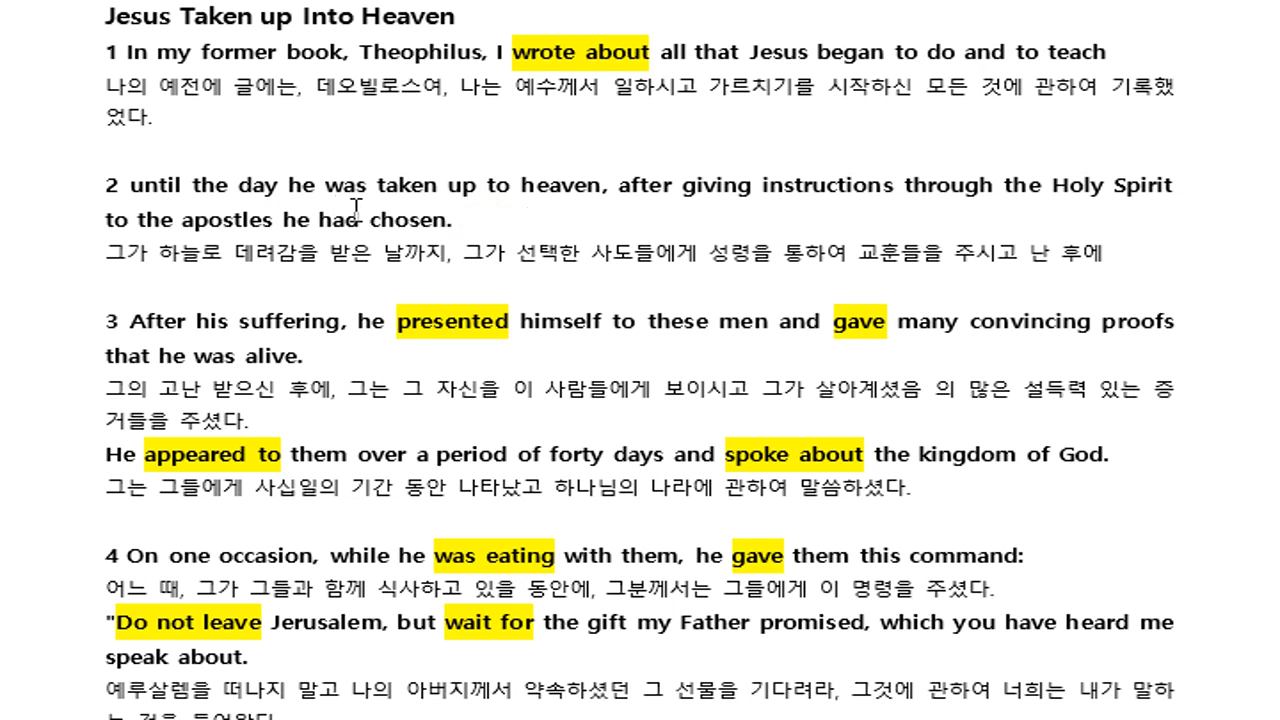 Jesus Taken up Into Heaven
1 In my former book, Theophilus, I wrote about all that Jesus began to do and to teach
나의 예전에 글에는, 데오빌로스여, 나는 예수께서 일하시고 가르치기를 시작하신 모든 것에 관하여 기록했
었다.
2 until the day he was taken up to heaven, after giving instructions through the Holy Spirit
to the apostles he had chosen.
그가 하늘로 데려감을 받은 날까지, 그가 선택한 사도들에게 성령을 통하여 교훈들을 주시고 난 후에
3 After his suffering, he presented himself to these men and gave many convincing proofs
that he was alive.
그의 고난 받으신 후에, 그는 그 자신을 이 사람들에게 보이시고 그가 살아계셨음 의 많은 설득력 있는 증
거들을 주셨다.
He appeared to them over a period of forty days and spoke about the kingdom of God.
그는 그들에게 사십일의 기간 동안 나타났고 하나님의 나라에 관하여 말씀하셨다.
4 On one occasion, while he was eating with them, he gave them this command:
어느 때, 그가 그들과 함께 식사하고 있을 동안에, 그분께서는 그들에게 이 명령을 주셨다.
"Do not leave Jerusalem, but wait for the gift my Father promised, which you have heard me
speak about.
예루살렘을 떠나지 말고 나의 아버지께서 약속하셨던 그 선물을 기다려라, 그것에 관하여 너희는 내가 말하